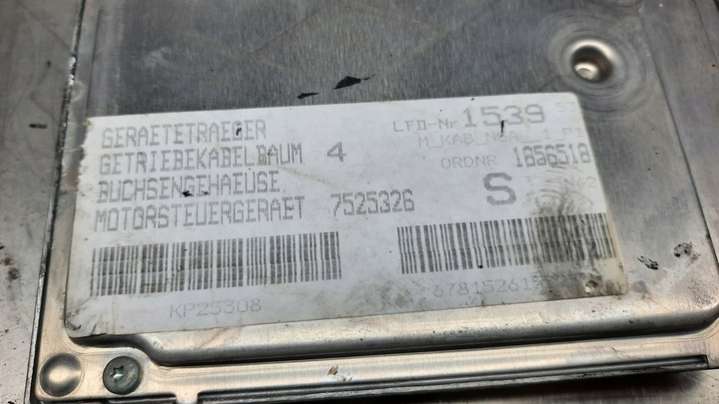 GERAETETRAEGER
GETRIEBEKABELBAUM 4
BUCHSENGEHAEUSE
MOTORSTEUERGERAET 7525326
LFD-Nr 1539
ORDNR 1856518
S
KP25308